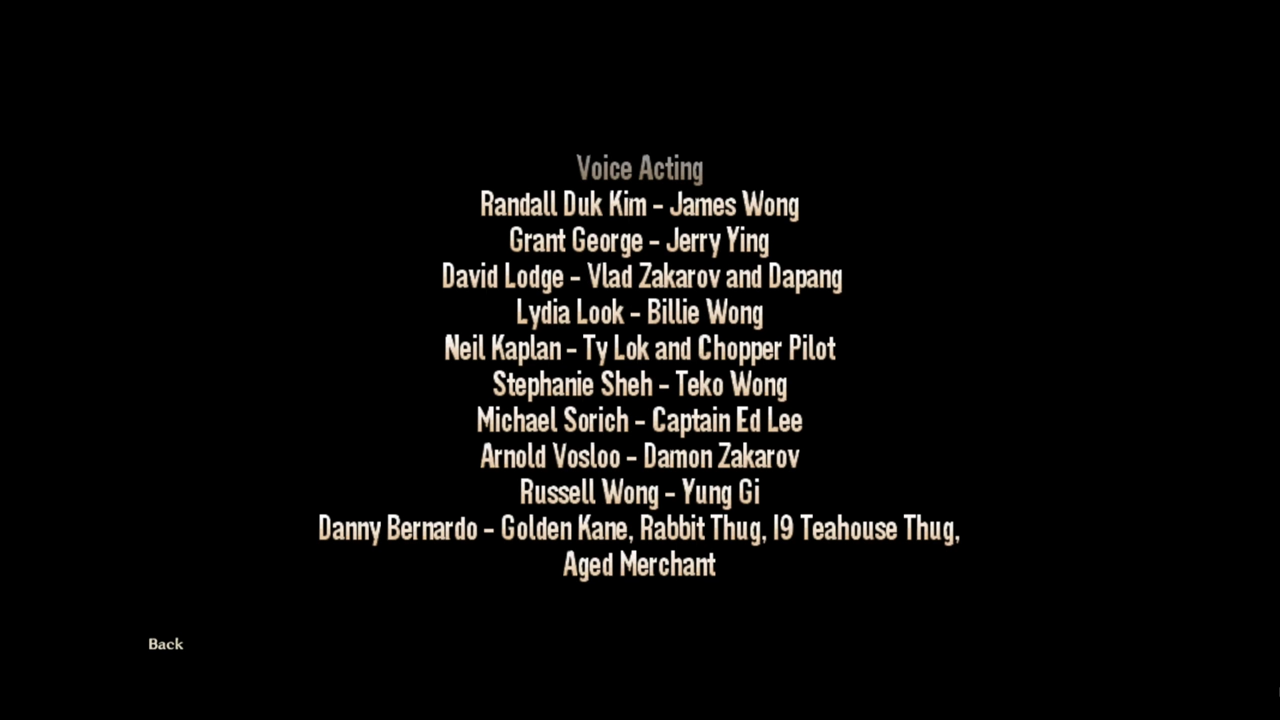 Voice Acting
Randall Duk Kim - James Wong
Grant George - Jerry Ying
David Lodge - Vlad Zakarov and Dapang
Lydia Look - Billie Wong
Neil Kaplan - Ty Lok and Chopper Pilot
Stephanie Sheh - Teko Wong
Michael Sorich - Captain Ed Lee
Arnold Vosloo - Damon Zakarov
Russell Wong - Yung Gi
Danny Bernardo - Golden Kane, Rabbit Thug, 19 Teahouse Thug,
Aged Merchant
Back